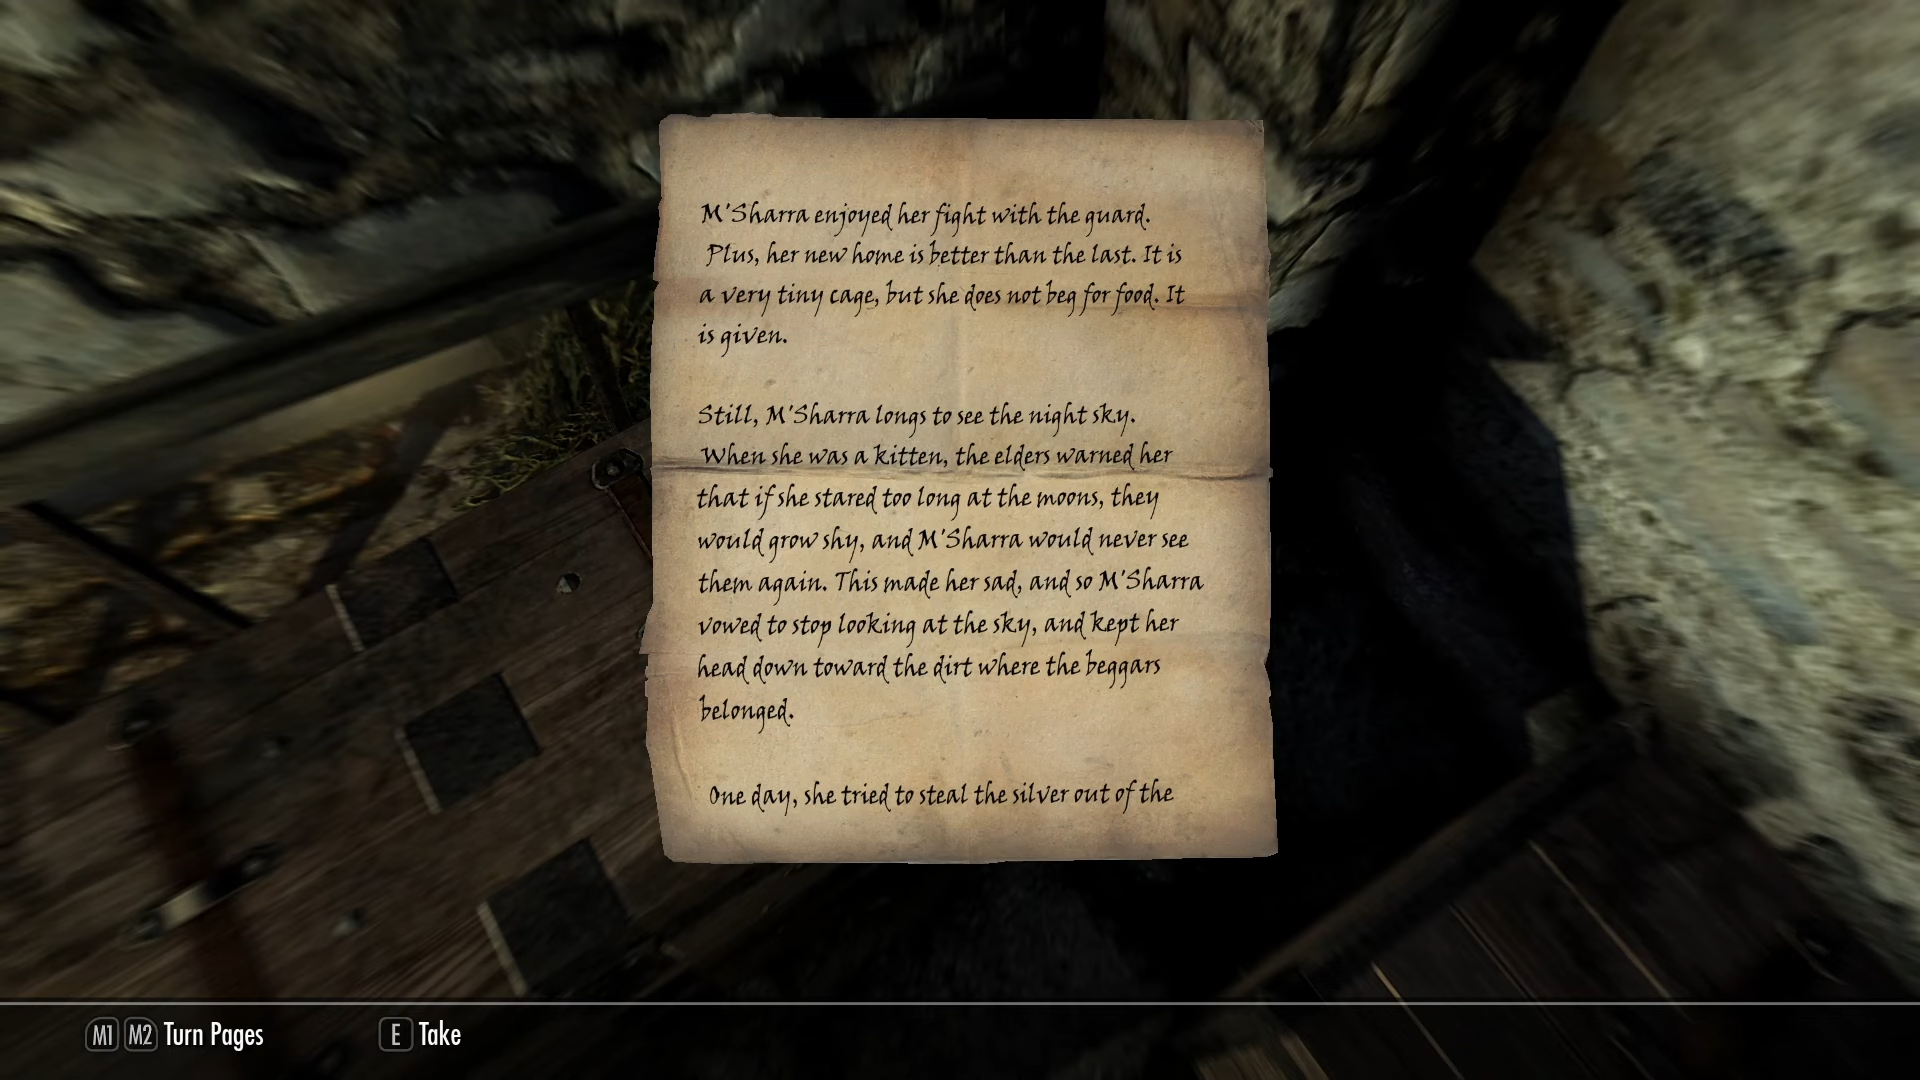 M'Sharra enjoyed her fight with the guard.
Plus, her new home is better than the last. It is
a very tiny cage, but she does not beg for food. It
is given.
Still, M'Sharra longs to see the night sky.
When she was a kitten, the elders warned her
that if she stared too long at the moons, they
would grow shy, and M'Sharra would never see
them again. This made her sad, and so M'Sharra
vowed to stop looking at the sky, and kept her
head down toward the dirt where the beggars
belonged.
One day, she tried to steal the silver out of the
M1 M2 Turn Pages E Take